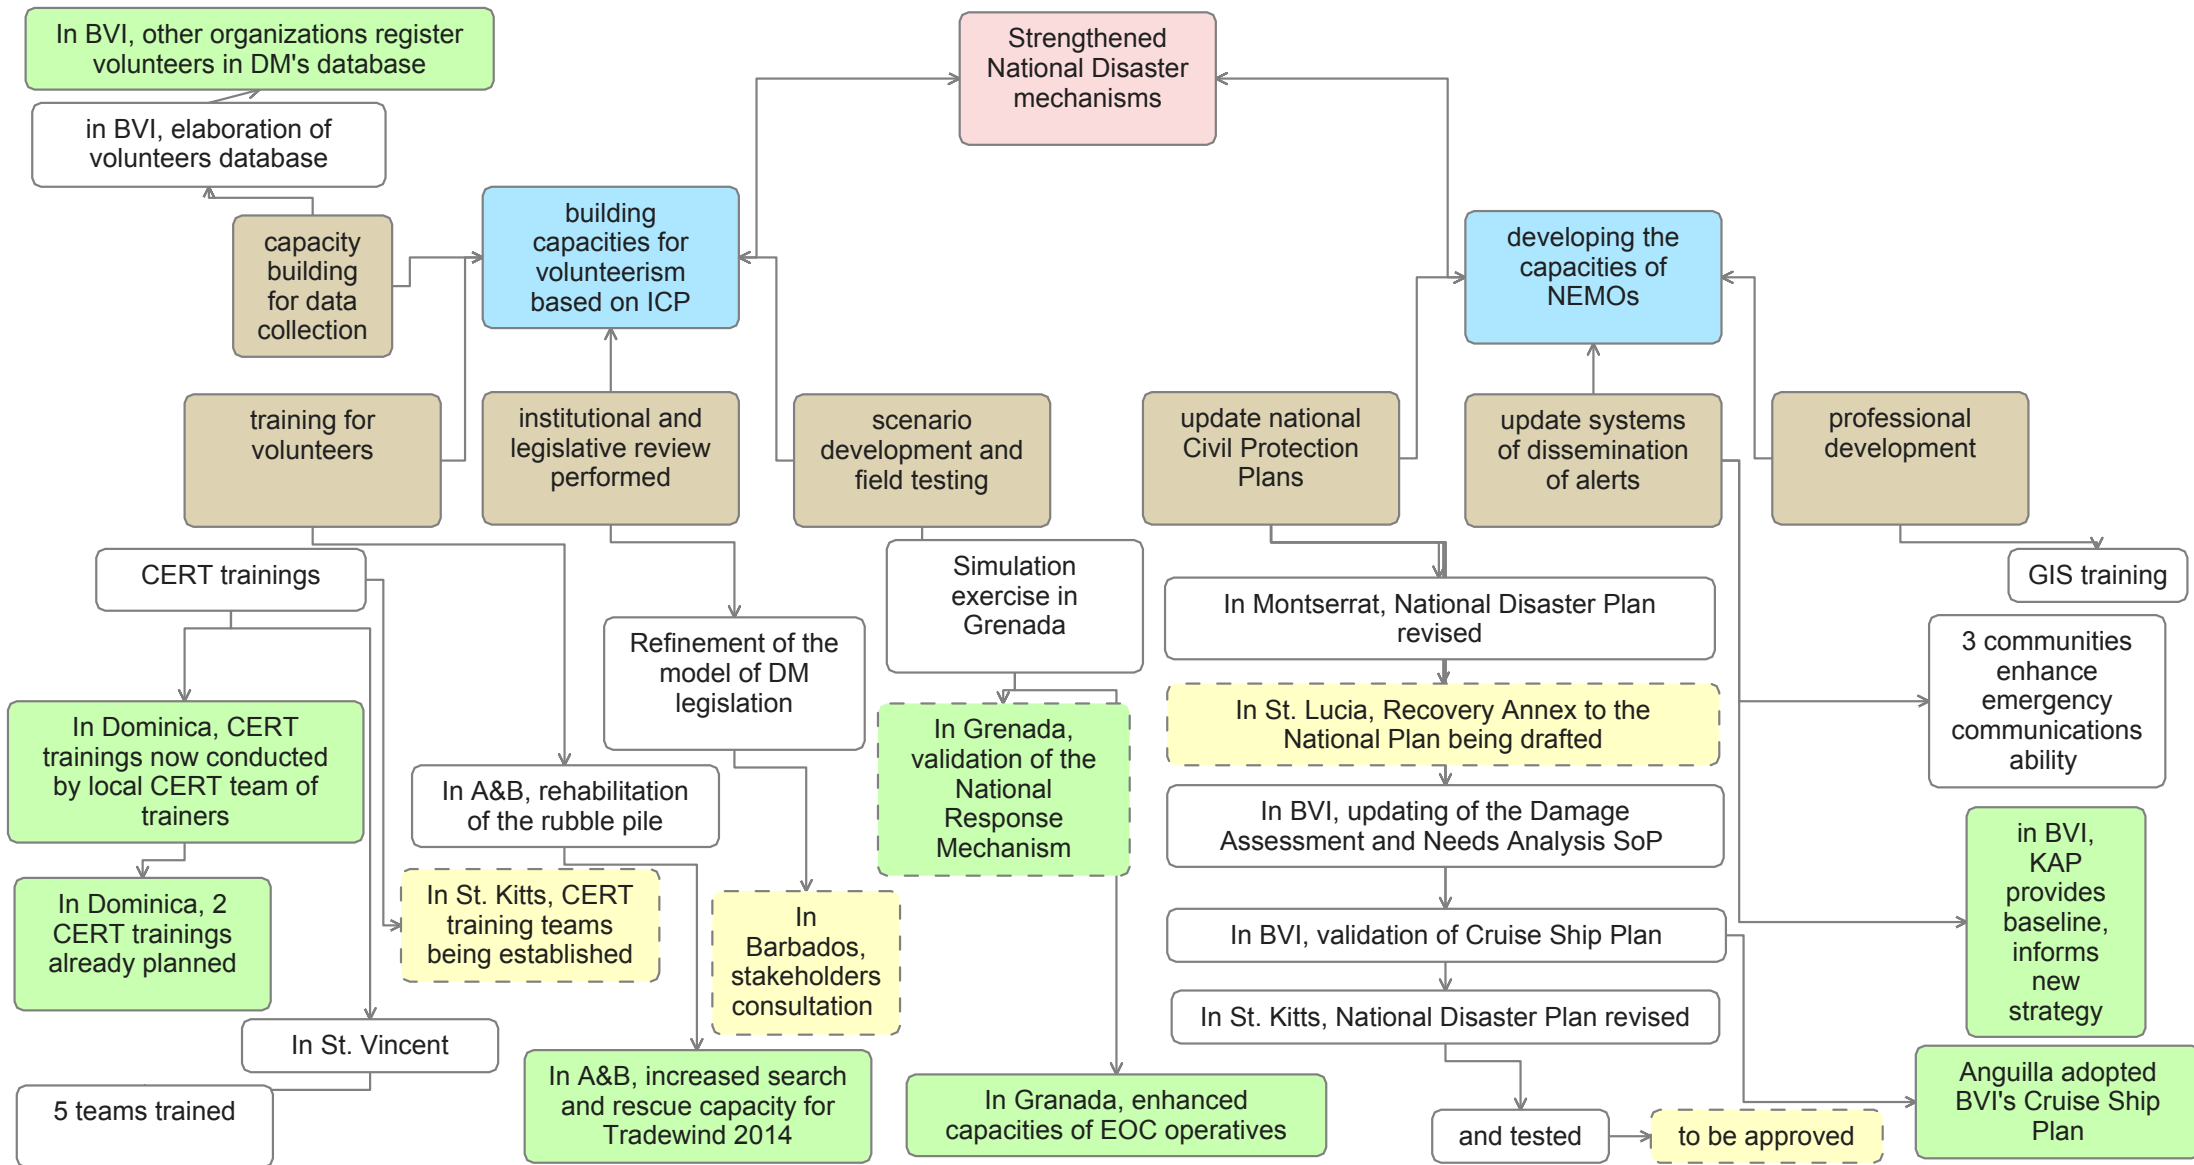 In BVI, other organizations register
volunteers in DM's database
Strengthened
National Disaster
mechanisms
in BVI, elaboration of
volunteers database
capacity
building
for data
collection
building
capacities for
volunteerism
based on ICP
developing the
capacities of
NEMOs
training for
volunteers
institutional and
legislative review
performed
scenario
development and
field testing
update national
Civil Protection
Plans
update systems
of dissemination
of alerts
professional
development
CERT trainings
Simulation
exercise in
Grenada
GIS training
In Montserrat, National Disaster Plan
revised
Refinement of the
model of DM
legislation
3 communities
enhance
emergency
communications
ability
In Dominica, CERT
trainings now conducted
by local CERT team of
trainers
In Grenada,
validation of the
National
Response
Mechanism
In St. Lucia, Recovery Annex to the
National Plan being drafted
In A&B, rehabilitation
of the rubble pile
In BVI, updating of the Damage
Assessment and Needs Analysis SoP
in BVI,
KAP
provides
baseline,
informs
new
strategy
In Dominica, 2
CERT trainings
already planned
In St. Kitts, CERT
training teams
being established
In
Barbados,
stakeholders
consultation
In BVI, validation of Cruise Ship Plan
In St. Kitts, National Disaster Plan revised
In St. Vincent
5 teams trained
In A&B, increased search
and rescue capacity for
Tradewind 2014
In Granada, enhanced
capacities of EOC operatives
and tested
to be approved
Anguilla adopted
BVI's Cruise Ship
Plan